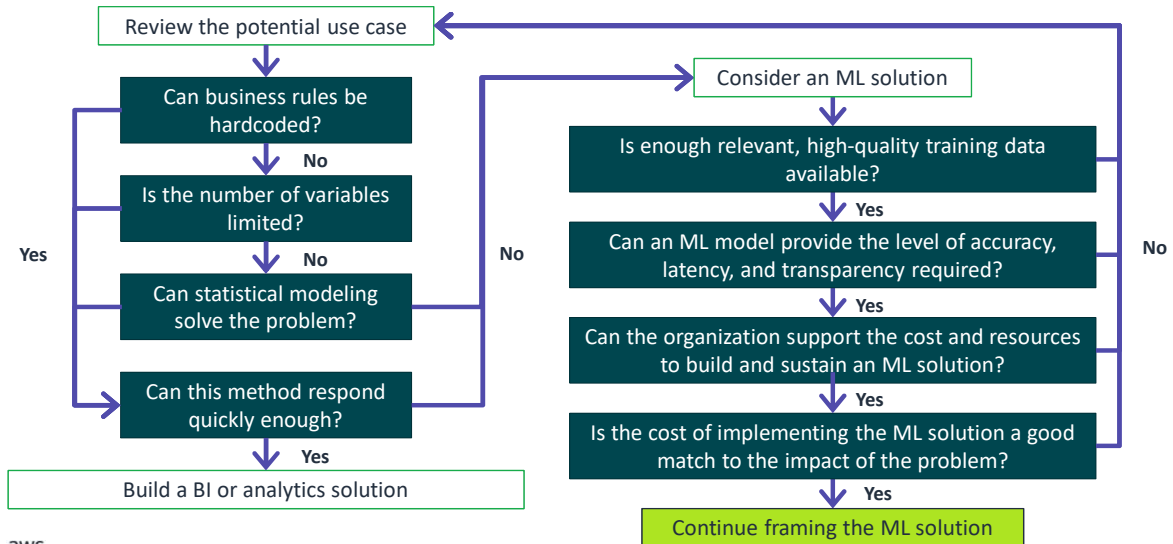 Review the potential use case
Can business rules be
hardcoded?
No
Is the number of variables
limited?
Yes
No
Can statistical modeling
solve the problem?
No
Can this method respond
quickly enough?
Yes
Build a BI or analytics solution
Consider an ML solution
Is enough relevant, high-quality training data
available?
Yes
Can an ML model provide the level of accuracy,
latency, and transparency required?
No
Yes
Can the organization support the cost and resources
to build and sustain an ML solution?
Yes
Is the cost of implementing the ML solution a good
match to the impact of the problem?
Yes
Continue framing the ML solution
aws